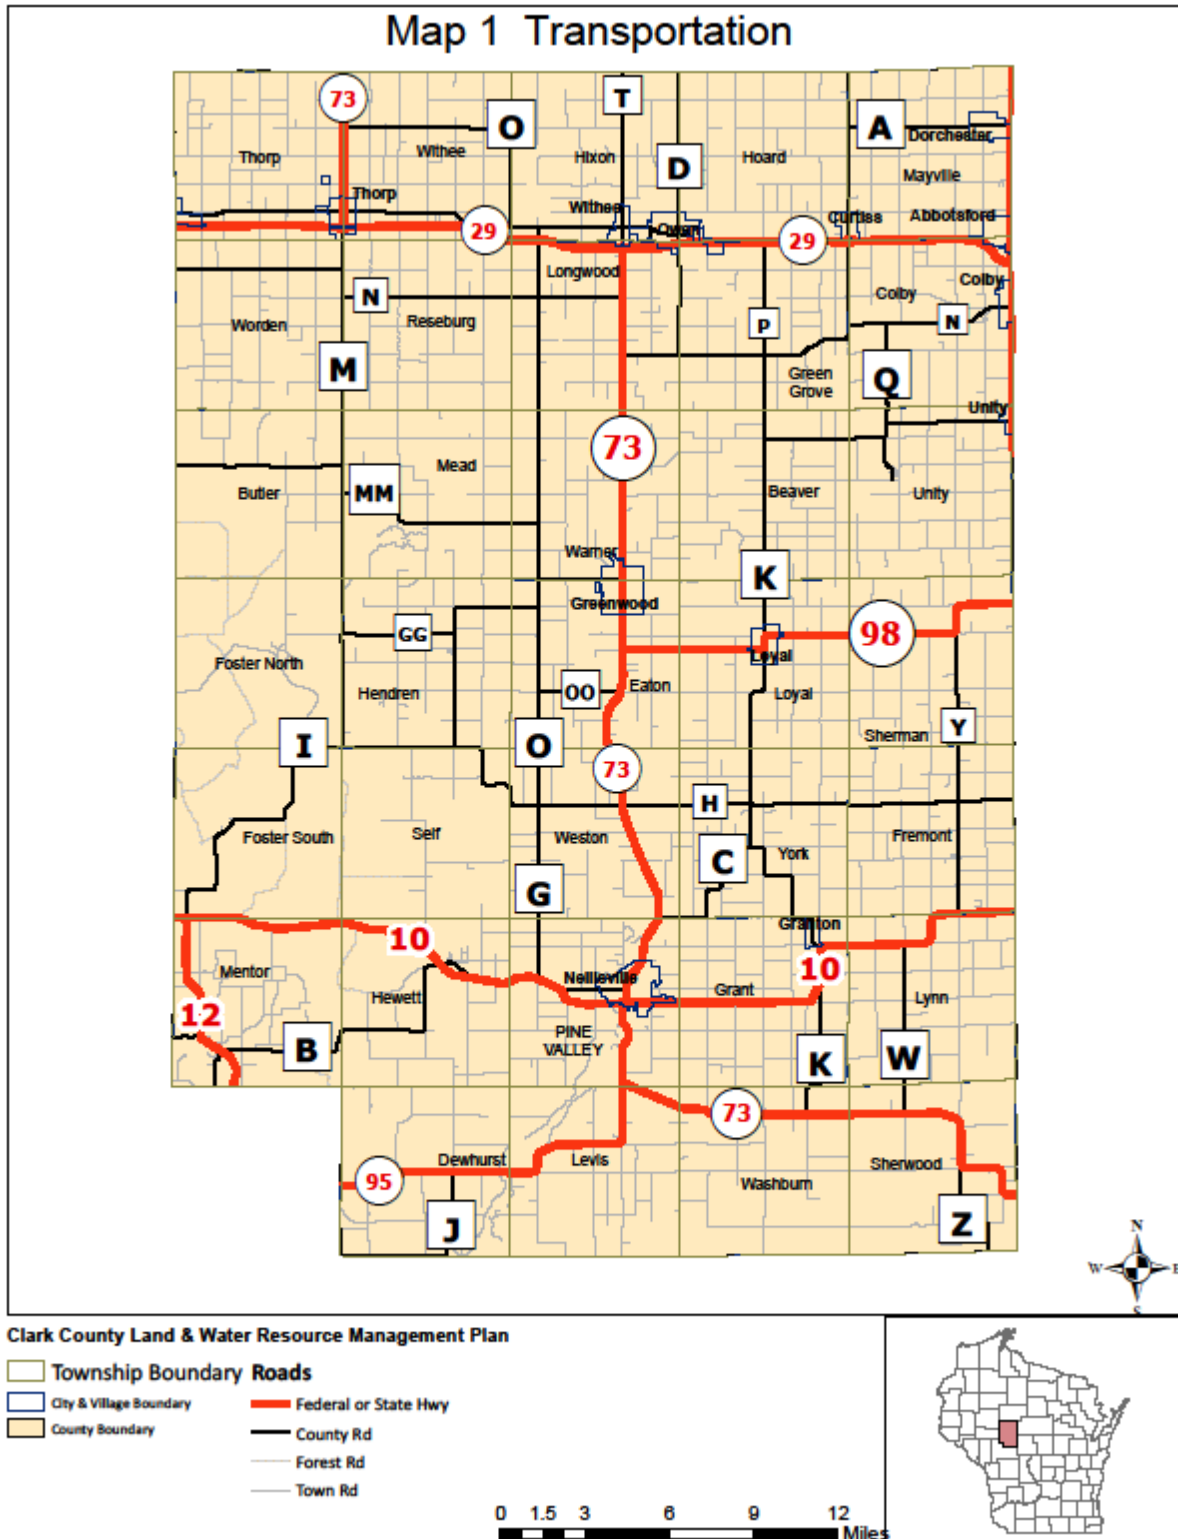 Map 1 Transportation
73
T
O
A
Dorchester
Thorp
Withee
Hixon
Hoard
D
Mayville
Thorp
Withee
Curtiss
Abbotsford
Owen
29
29
Longwood
Colby
N
Colby
Worden
Reseburg
P
N
M
Green
Grove
Q
Unity
73
Mead
Butler
MM
Beaver
Unity
Warner
K
Greenwood
GG
98
Foster North
Loyal
Hendren
OO
Eaton
Loyal
I
O
Sherman
Y
73
H
Foster South
Self
Weston
C
York
Fremont
G
Granton
10
Mentor
Neillsville
10
Hewett
Grant
Lynn
12
PINE
VALLEY
B
K
W
73
Dewhurst
Levis
Sherwood
95
Washburn
J
Z
N
W
E
S
Clark County Land & Water Resource Management Plan
Township Boundary Roads
City & Village Boundary
Federal or State Hwy
County Boundary
County Rd
Forest Rd
Town Rd
0 1.5 3 6 9 12
Miles